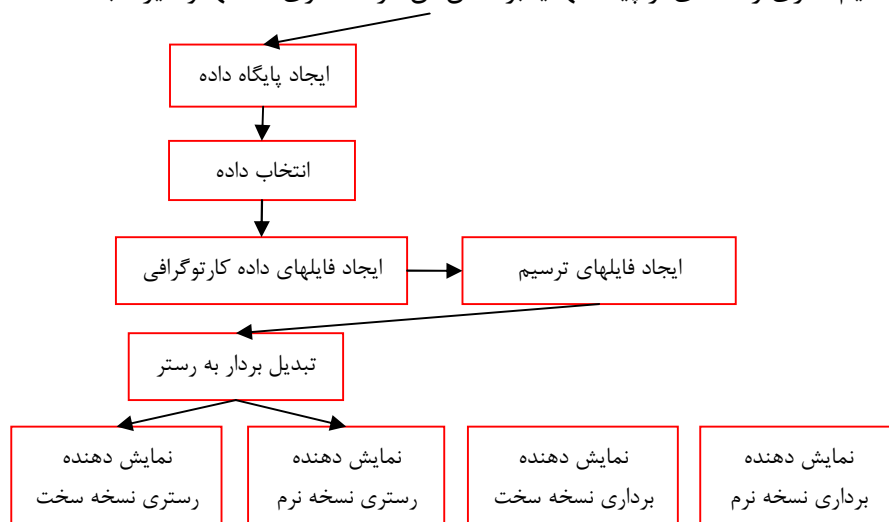 ایجاد پایگاه داده
انتخاب داده
ایجاد فایلهای داده کارتوگرافی
ایجاد فایلهای ترسیم
تبدیل بردار به رستر
نمایش دهنده
رستری نسخه سخت
نمایش دهنده
رستری نسخه نرم
نمایش دهنده
برداری نسخه سخت
نمایش دهنده
برداری نسخه نرم